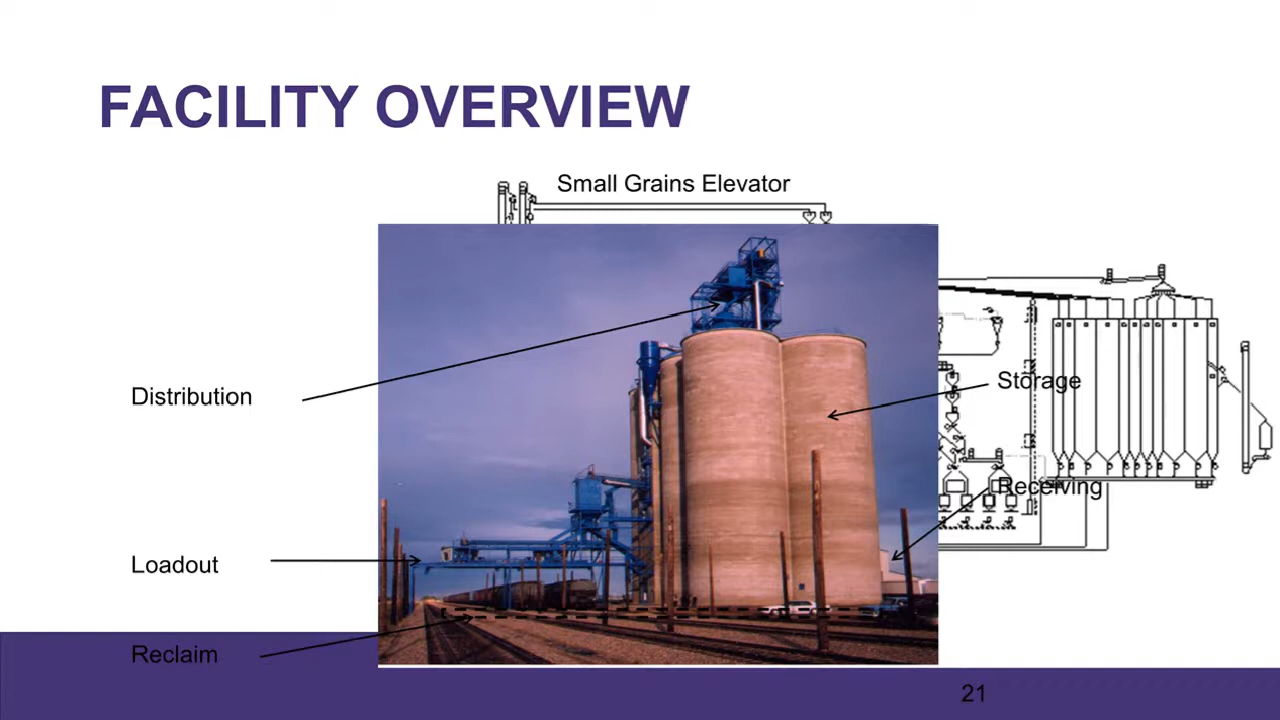 FACILITY OVERVIEW
Small Grains Elevator
Distribution
Storage
Receiving
Loadout
Reclaim
21